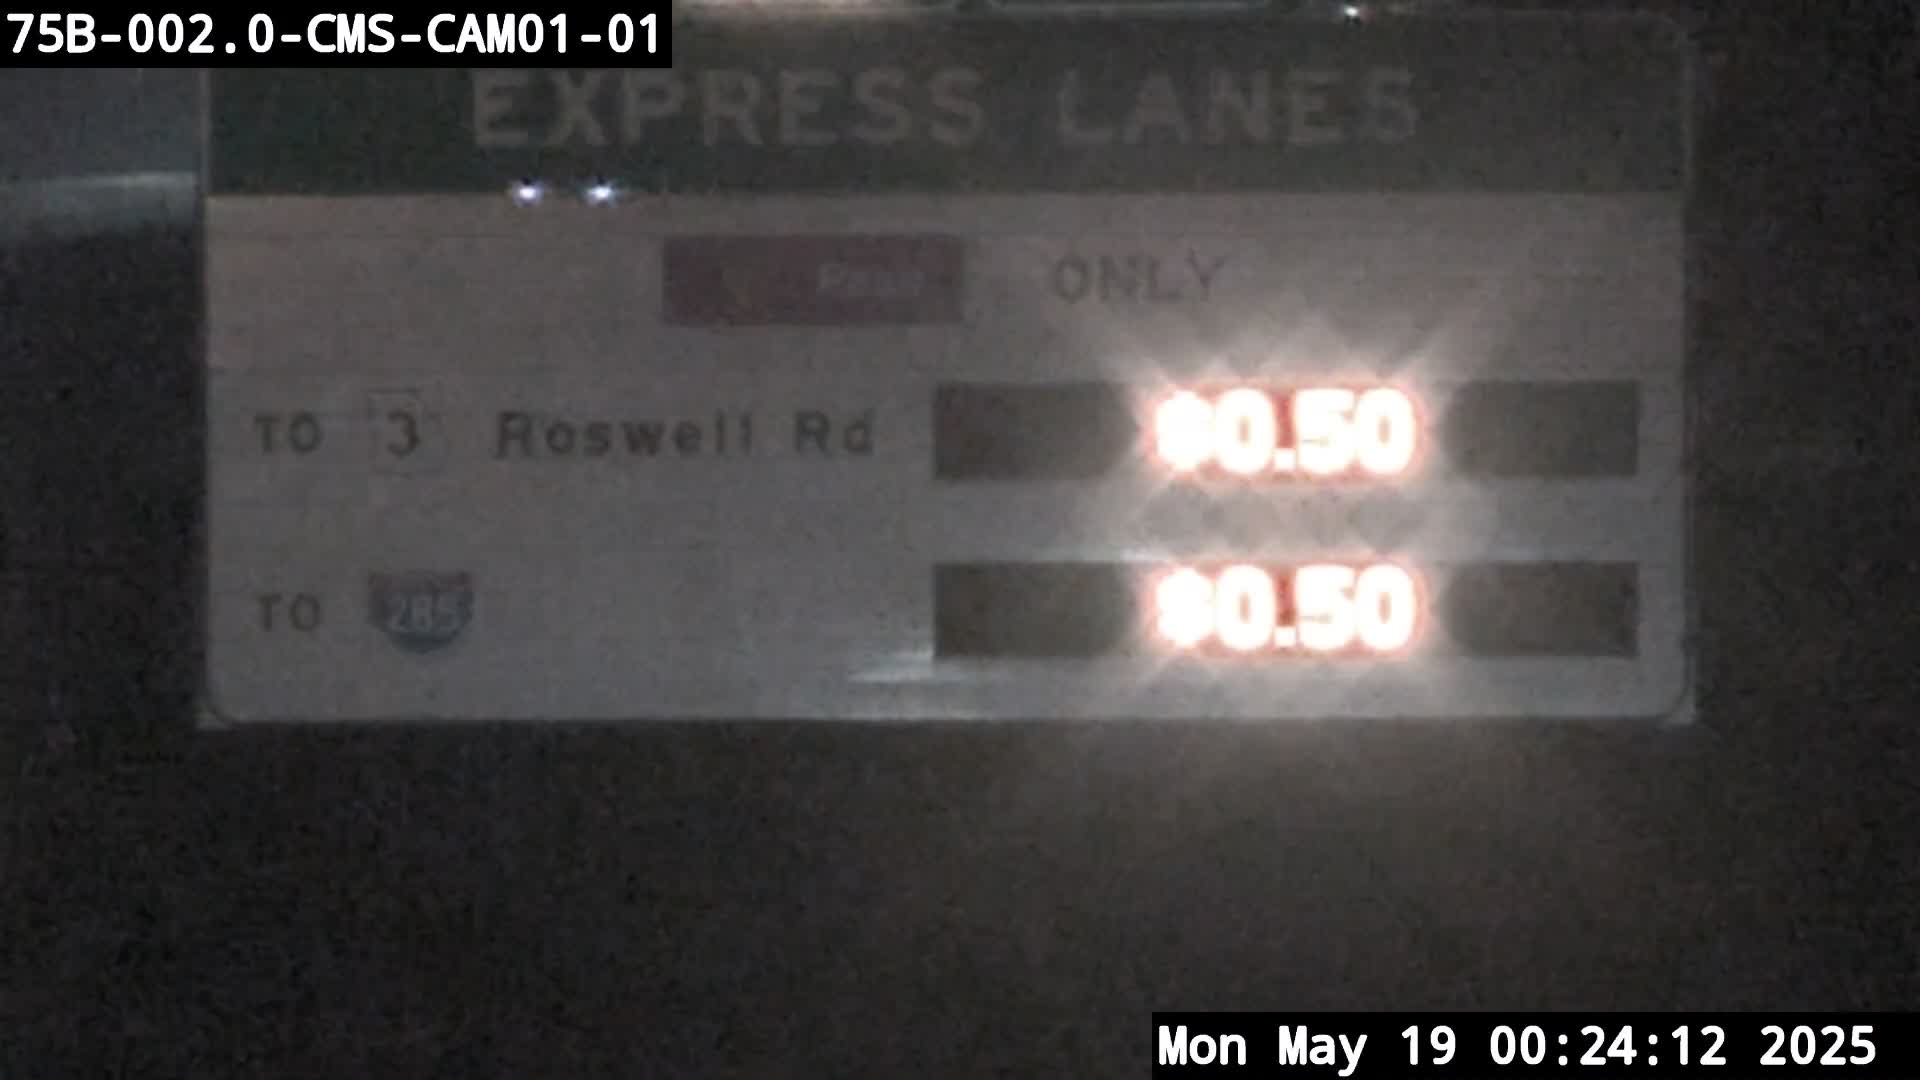 75B-002.0-CMS-CAM01-01
EXPRESS LANES
Pass ONLY
TO 3 Roswell Rd $0.50
TO 285 $0.50
Mon May 19 00:24:12 2025